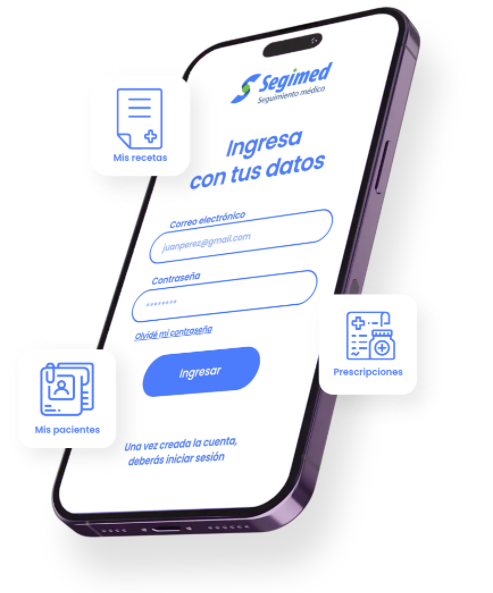 Segimed
Seguimiento médico
Mis recetas
Ingresa
con tus datos
Correo electrónico
juanperez@gmail.com
Contraseña
********
Olvidé mi contraseña
Ingresar
Prescripciones
Mis pacientes
Una vez creada la cuenta,
deberás iniciar sesión